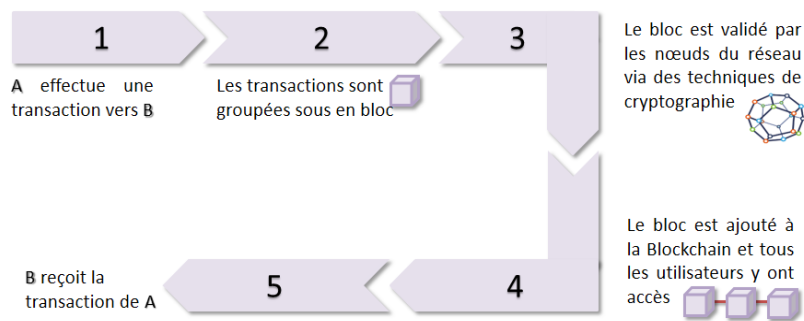 1
A effectue une
transaction vers B
2
Les transactions sont
groupées sous en bloc
3
Le bloc est validé par
les nœuds du réseau
via des techniques de
cryptographie
4
Le bloc est ajouté à
la Blockchain et tous
les utilisateurs y ont
accès
5
B reçoit la
transaction de A